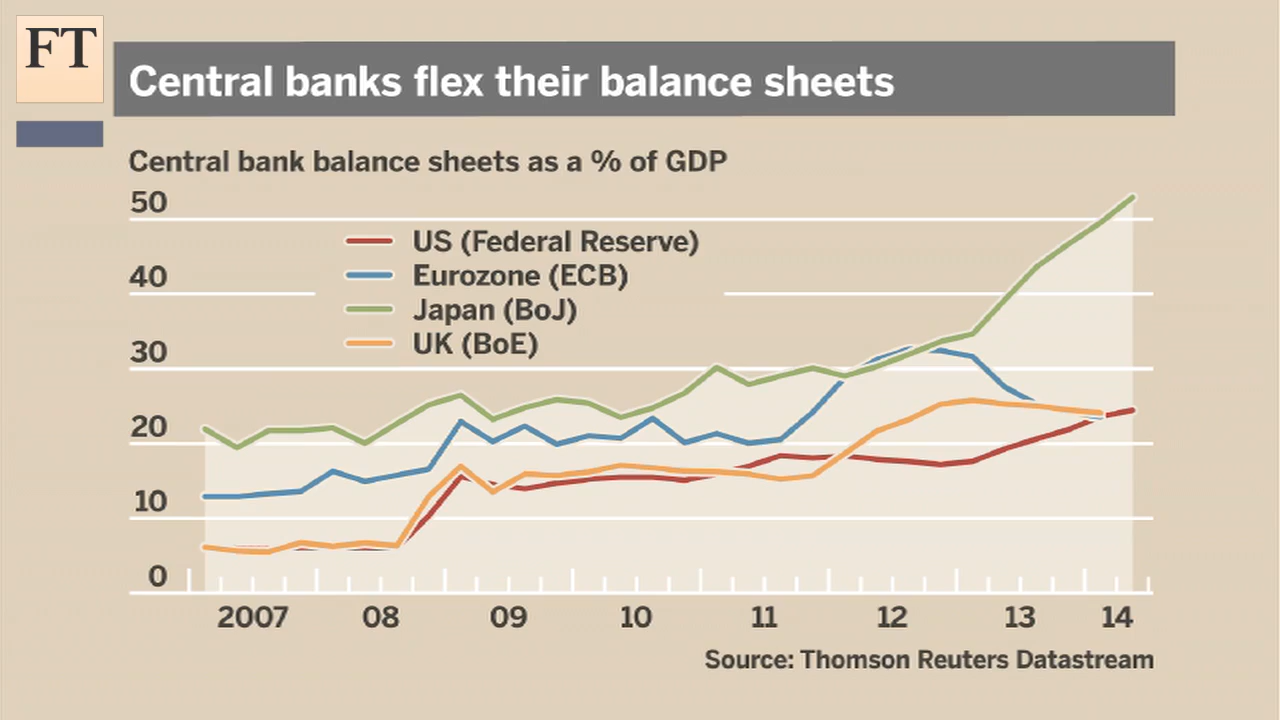 FT
Central banks flex their balance sheets
Central bank balance sheets as a % of GDP
50
US (Federal Reserve)
Eurozone (ECB)
40
Japan (BoJ)
UK (BoE)
30
20
10
0
2007 08 09 10 11 12 13 14
Source: Thomson Reuters Datastream